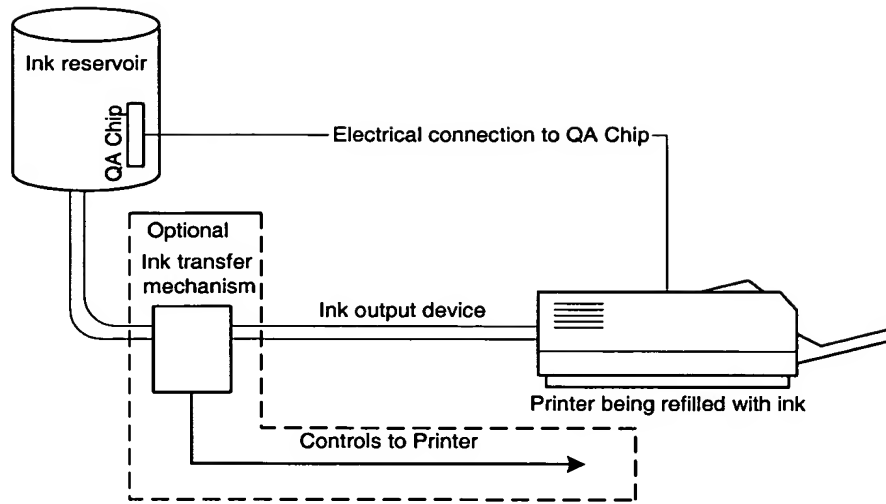 Ink reservoir
QA Chip
Electrical connection to QA Chip
Optional
Ink transfer
mechanism
Ink output device
Printer being refilled with ink
Controls to Printer